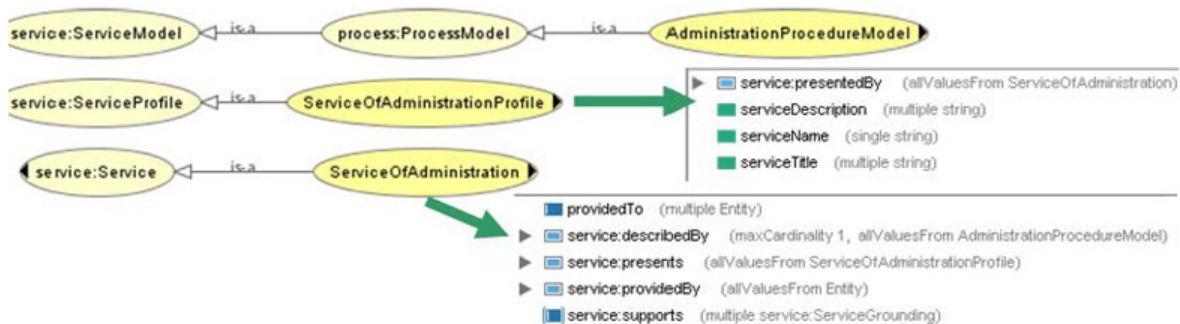 service:ServiceModel is a process:ProcessModel is a AdministrationProcedureModel
service:ServiceProfile is a ServiceOfAdministrationProfile
service:presentedBy (allValuesFrom ServiceOfAdministration)
serviceDescription (multiple string)
serviceName (single string)
serviceTitle (multiple string)
service:Service is a ServiceOfAdministration
providedTo (multiple Entity)
service:describedBy (maxCardinality 1, allValuesFrom AdministrationProcedureModel)
service:presents (allValuesFrom ServiceOfAdministrationProfile)
service:providedBy (allValuesFrom Entity)
service:supports (multiple service:ServiceGrounding)